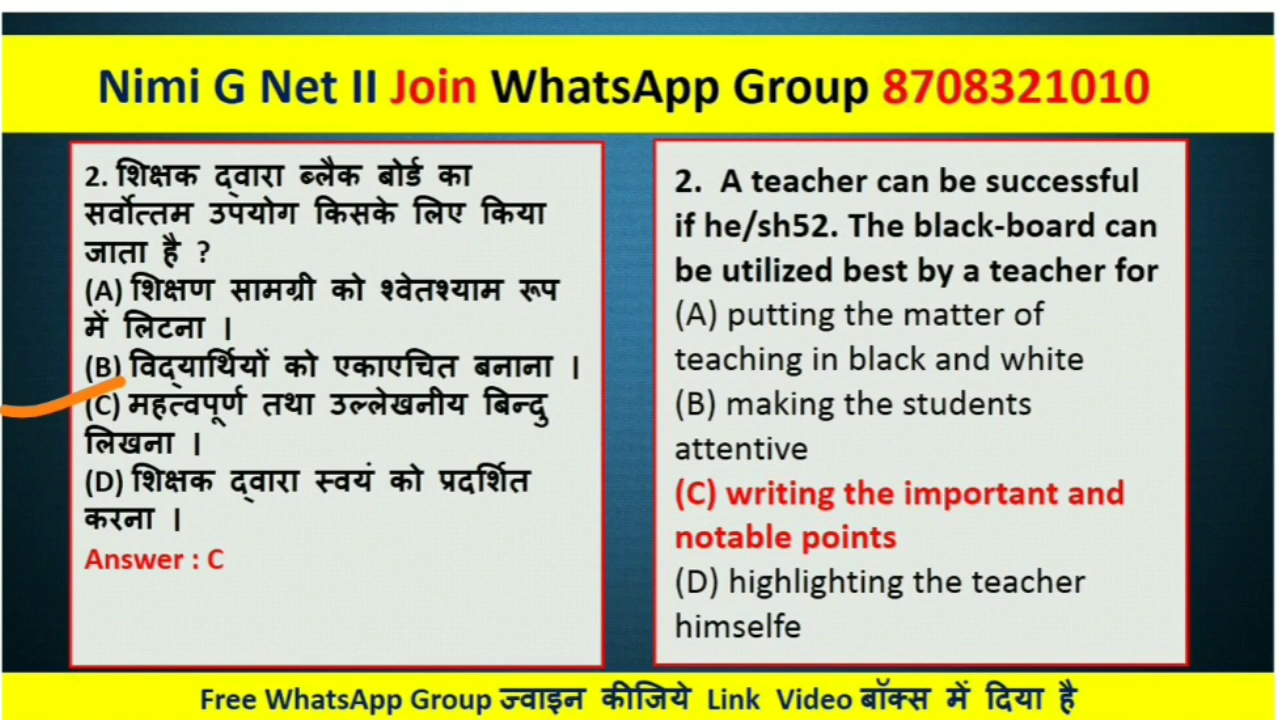 Nimi G Net II Join WhatsApp Group 8708321010
2. शिक्षक द्वारा ब्लैक बोर्ड का
सर्वोत्तम उपयोग किसके लिए किया
जाता है ?
(A) शिक्षण सामग्री को श्वेतश्याम रूप
में लिटना ।
(B) विद्यार्थियों को एकाएचित बनाना ।
(C) महत्वपूर्ण तथा उल्लेखनीय बिन्दु
लिखना ।
(D) शिक्षक द्वारा स्वयं को प्रदर्शित
करना ।
Answer : C
2. A teacher can be successful
if he/sh52. The black-board can
be utilized best by a teacher for
(A) putting the matter of
teaching in black and white
(B) making the students
attentive
(C) writing the important and
notable points
(D) highlighting the teacher
himselfe
Free WhatsApp Group ज्वाइन कीजिये Link Video बॉक्स में दिया है